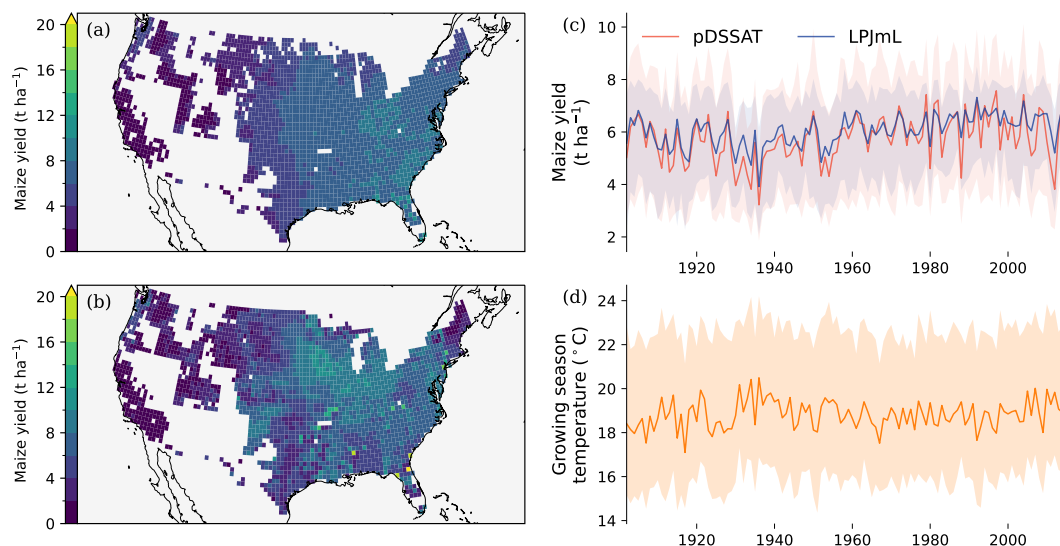 (a)
Maize yield (t ha⁻¹)
20
16
12
8
4
0
(b)
Maize yield (t ha⁻¹)
20
16
12
8
4
0
(c)
pDSSAT
LPJmL
Maize yield
(t ha⁻¹)
10
8
6
4
2
1920
1940
1960
1980
2000
(d)
Growing season
temperature (°C)
24
22
20
18
16
14
1920
1940
1960
1980
2000